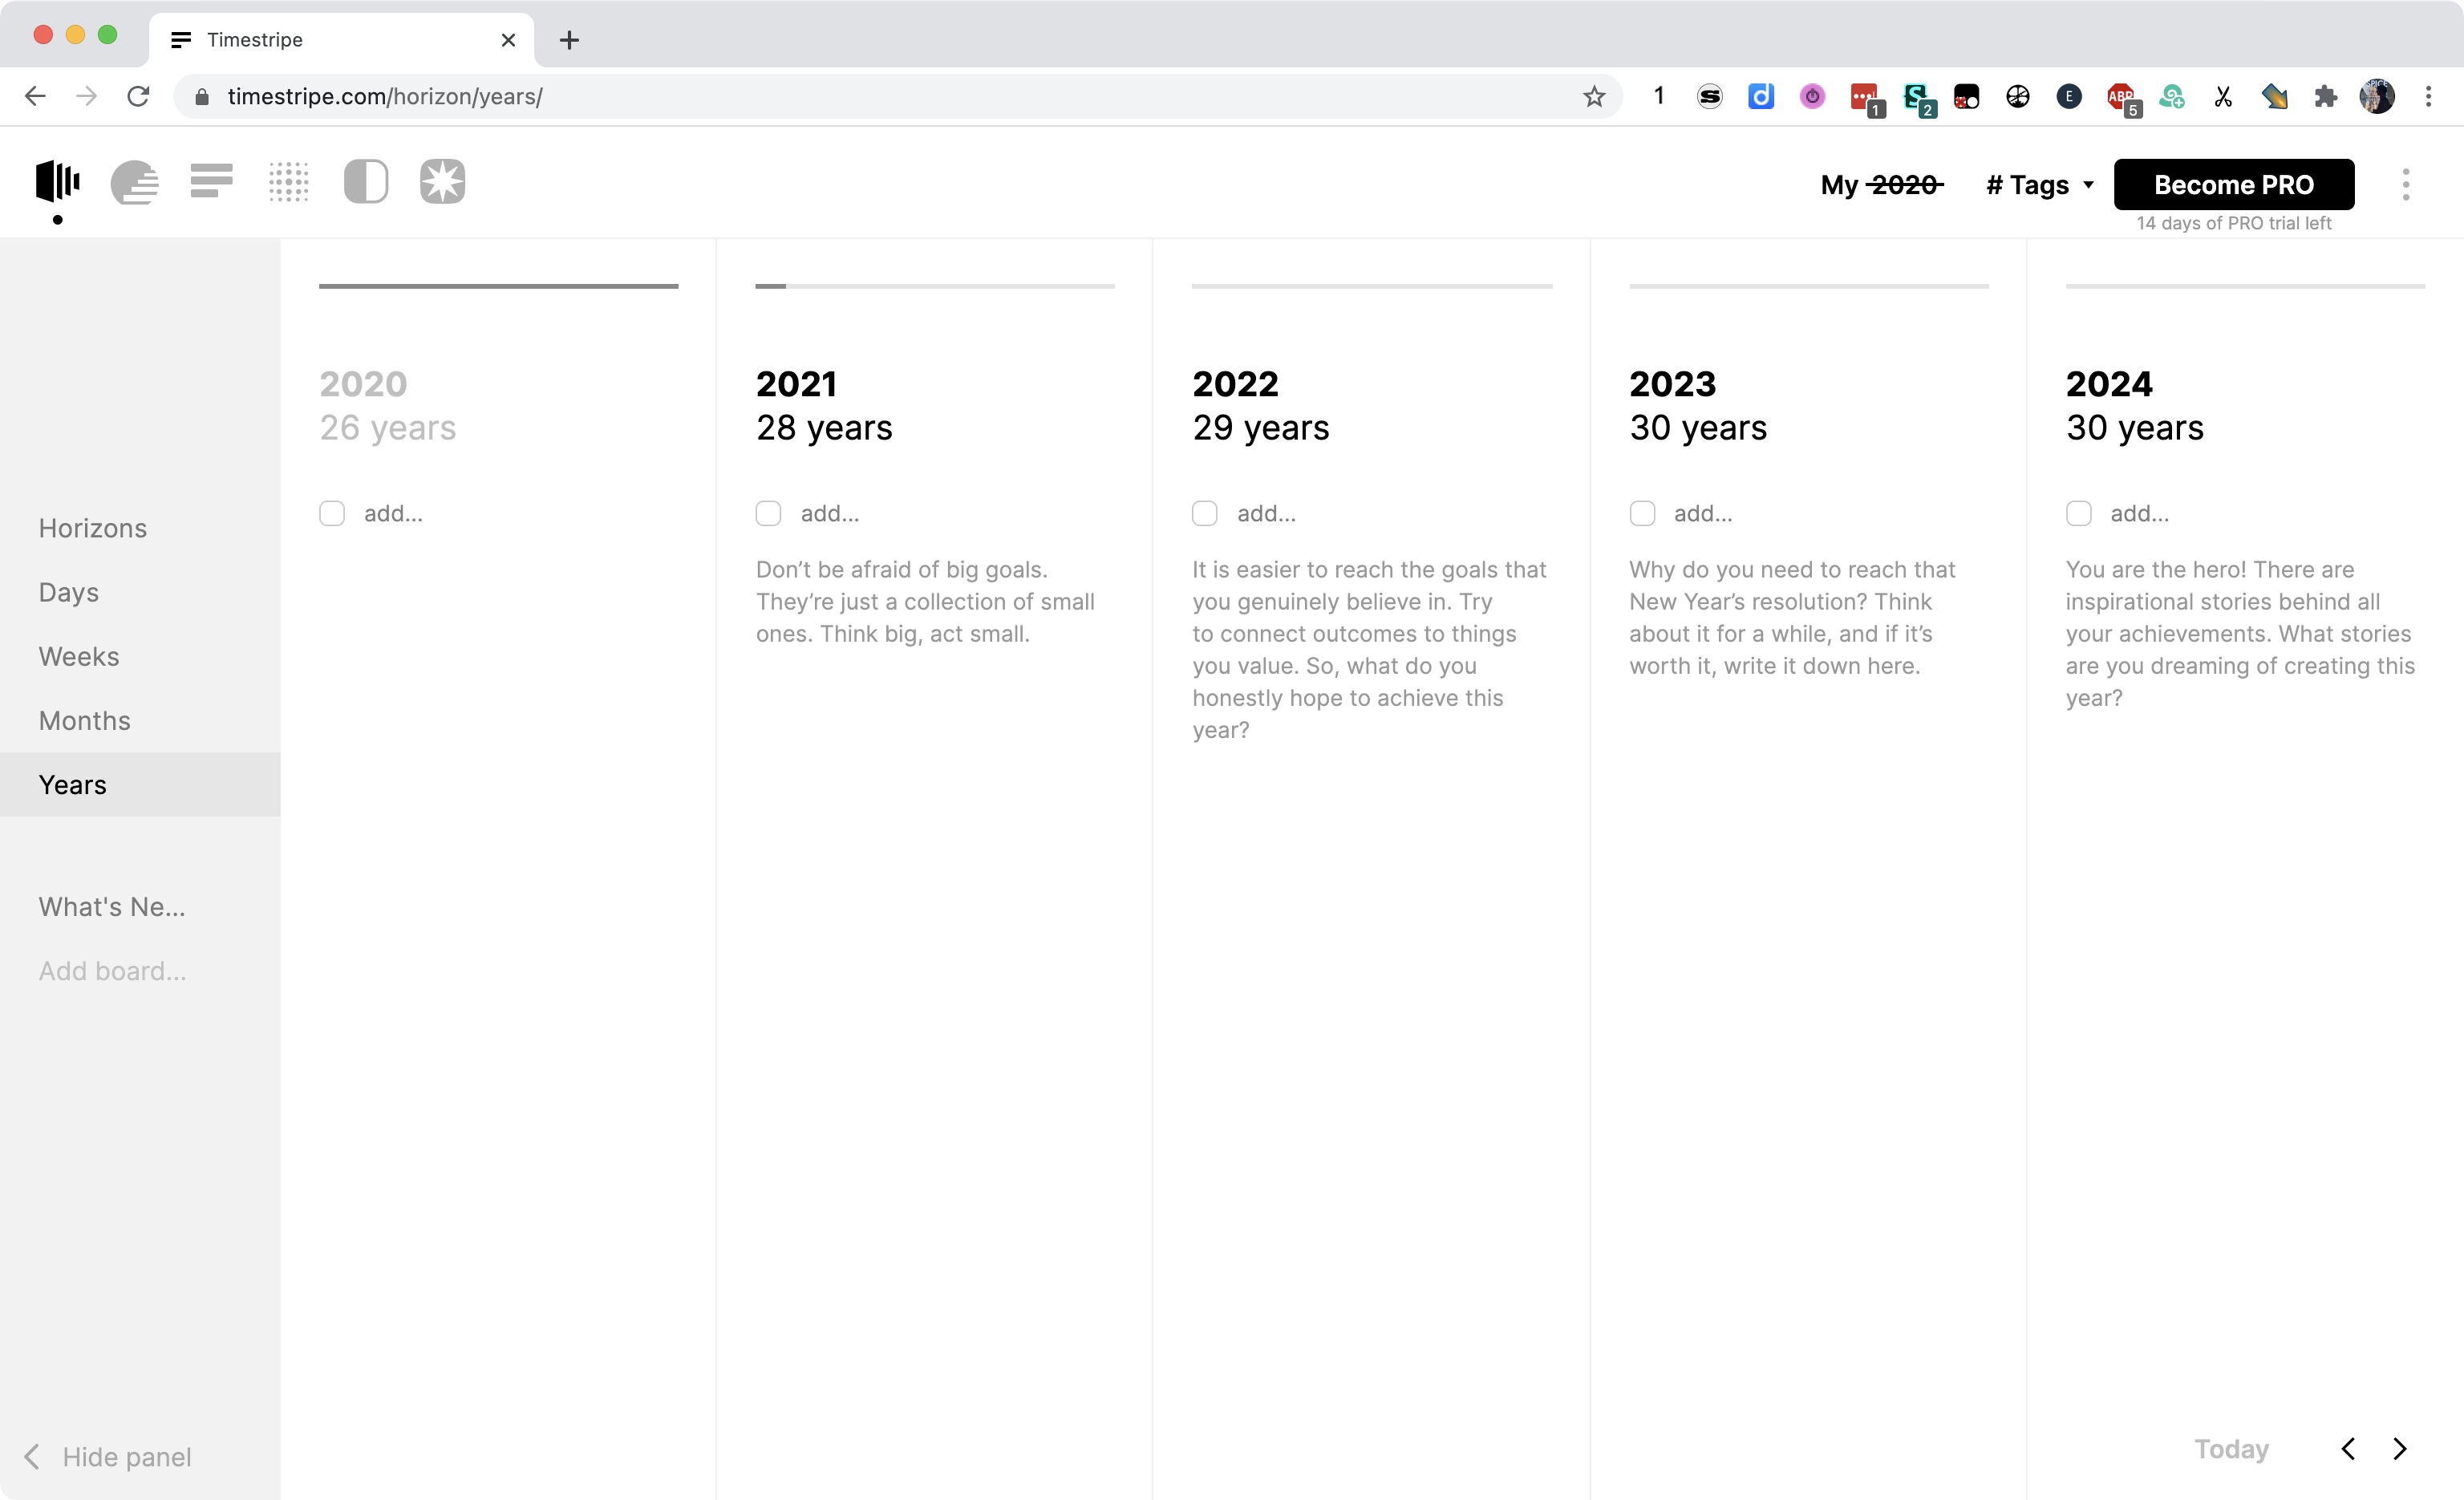 Timestripe
timestripe.com/horizon/years/
1
1
2
E
ABP
5
My 2020
# Tags
Become PRO
14 days of PRO trial left
Horizons
Days
Weeks
Months
Years
What's Ne...
Add board...
Hide panel
2020
26 years
add...
2021
28 years
add...
Don’t be afraid of big goals.
They’re just a collection of small
ones. Think big, act small.
2022
29 years
add...
It is easier to reach the goals that
you genuinely believe in. Try
to connect outcomes to things
you value. So, what do you
honestly hope to achieve this
year?
2023
30 years
add...
Why do you need to reach that
New Year’s resolution? Think
about it for a while, and if it’s
worth it, write it down here.
2024
30 years
add...
You are the hero! There are
inspirational stories behind all
your achievements. What stories
are you dreaming of creating this
year?
Today